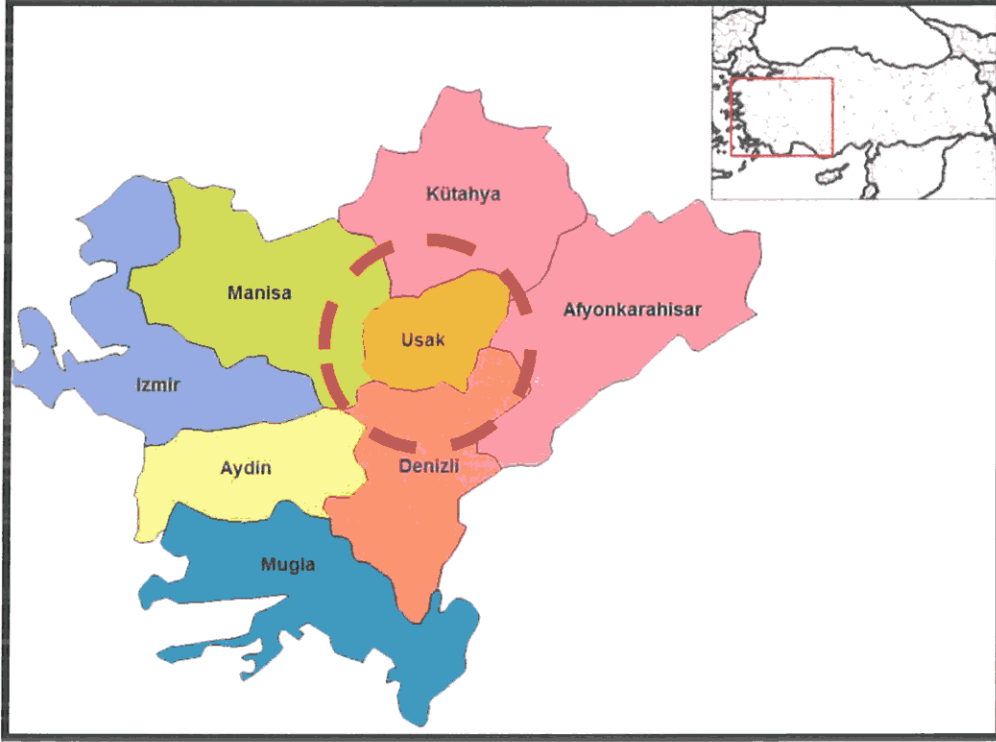 Kütahya
Manisa
Afyonkarahisar
Usak
Izmir
Aydin
Denizli
Mugla